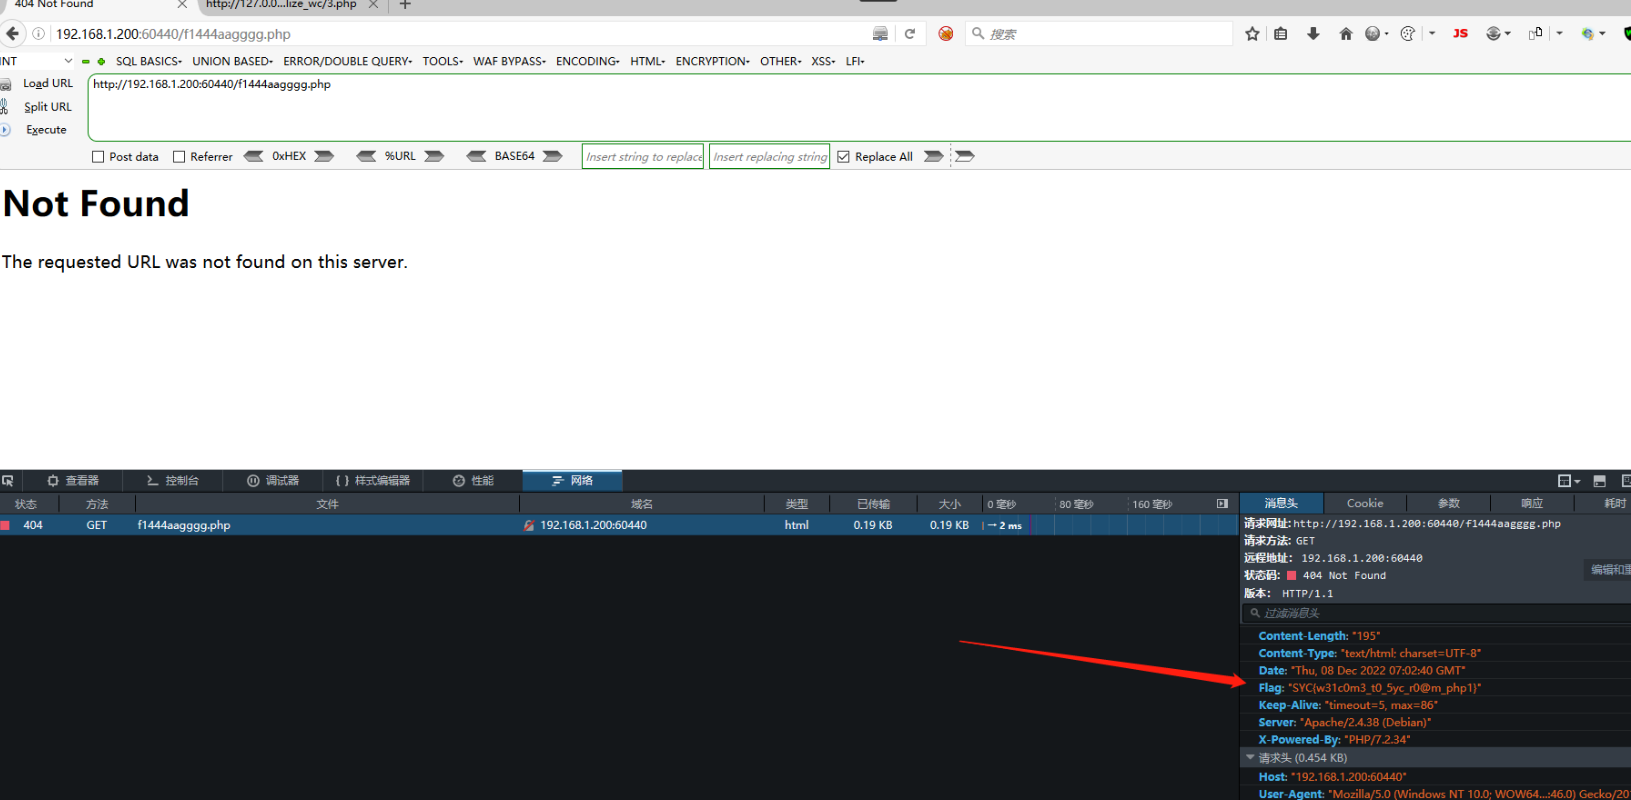 404 Not Found
http://127.0.0...lize_wc/3.php
192.168.1.200:60440/f1444aagggg.php
搜索
JS
NT
SQL BASICS UNION BASED ERROR/DOUBLE QUERY TOOLS WAF BYPASS ENCODING HTML ENCRYPTION OTHER XSS LFI
Load URL
http://192.168.1.200:60440/f1444aagggg.php
Split URL
Execute
Post data Referrer 0xHEX %URL BASE64 Insert string to replace Insert replacing string Replace All
Not Found
The requested URL was not found on this server.
查看器 控制台 调试器 { } 样式编辑器 性能 网络
状态 方法 文件 域名 类型 已传输 大小 0 毫秒 80 毫秒 160 毫秒
404 GET f1444aagggg.php 192.168.1.200:60440 html 0.19 KB 0.19 KB → 2 ms
消息头 Cookie 参数 响应 耗时
请求网址:http://192.168.1.200:60440/f1444aagggg.php
请求方法: GET
远程地址: 192.168.1.200:60440
状态码: 404 Not Found
编辑和重
版本: HTTP/1.1
过滤消息头
Content-Length: "195"
Content-Type: "text/html; charset=UTF-8"
Date: "Thu, 08 Dec 2022 07:02:40 GMT"
Flag: "SYC{w31c0m3_t0_5yc_r0@m_php1}"
Keep-Alive: "timeout=5, max=86"
Server: "Apache/2.4.38 (Debian)"
X-Powered-By: "PHP/7.2.34"
请求头 (0.454 KB)
Host: "192.168.1.200:60440"
User-Agent: "Mozilla/5.0 (Windows NT 10.0; WOW64...:46.0) Gecko/20